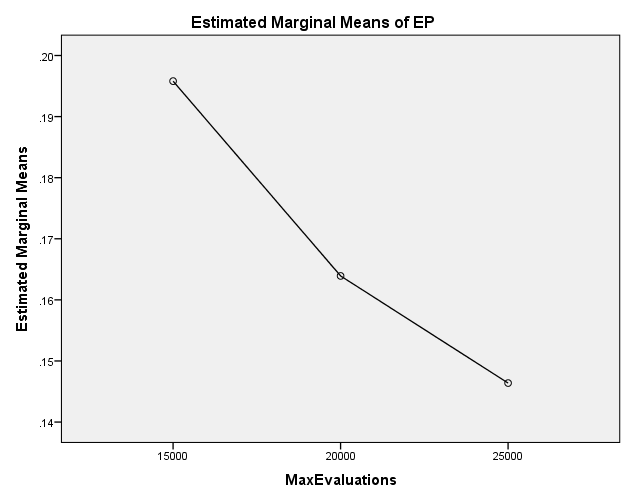 Estimated Marginal Means of EP
Estimated Marginal Means
.20
.19
.18
.17
.16
.15
.14
15000 20000 25000
MaxEvaluations